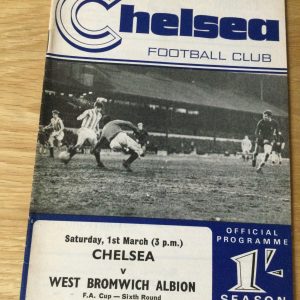 Chelsea
FOOTBALL CLUB
Saturday, 1st March (3 p.m.)
CHELSEA
v
WEST BROMWICH ALBION
F.A. Cup — Sixth Round
OFFICIAL
PROGRAMME
1/-
SEASON